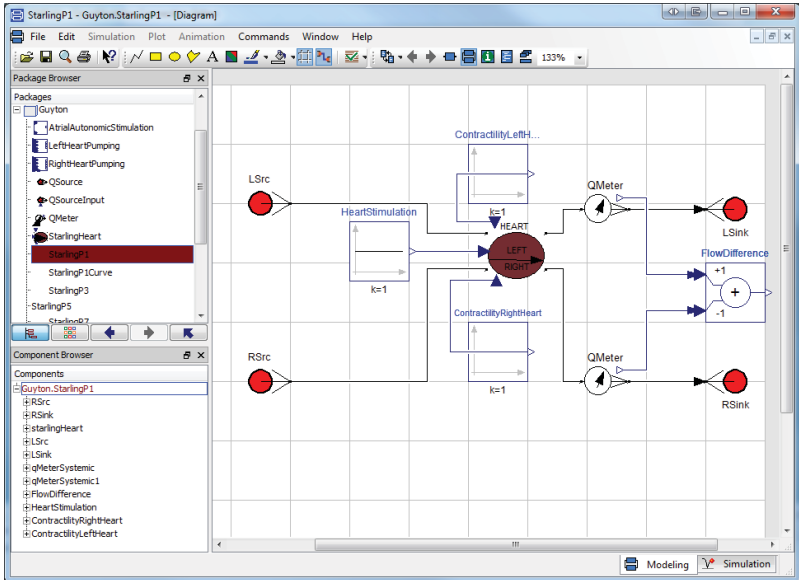 StarlingP1 - Guyton.StarlingP1 - [Diagram]
File Edit Simulation Plot Animation Commands Window Help
133%
Package Browser
Packages
Guyton
AtrialAutonomicStimulation
LeftHeartPumping
RightHeartPumping
QSource
QSourceInput
QMeter
StarlingHeart
StarlingP1
StarlingP1Curve
StarlingP3
StarlingP5
StarlingP7
Component Browser
Components
Guyton.StarlingP1
RSrc
RSink
starlingHeart
LSrc
LSink
qMeterSystemic
qMeterSystemic1
FlowDifference
HeartStimulation
ContractilityRightHeart
ContractilityLeftHeart
ContractilityLeftH...
k=1
LSrc
HeartStimulation
k=1
HEART
LEFT
RIGHT
QMeter
LSink
FlowDifference
+1
+
-1
ContractilityRightHeart
k=1
RSrc
QMeter
RSink
Modeling Simulation